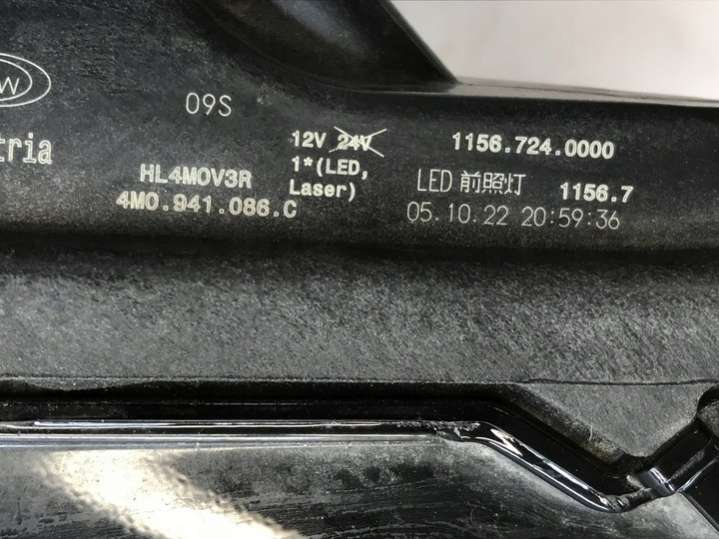 W
09S
tria
12V 24V
1*(LED,
Laser)
HL4M0V3R
4M0.941.086.C
1156.724.0000
LED 前照灯 1156.7
05.10.22 20:59:36